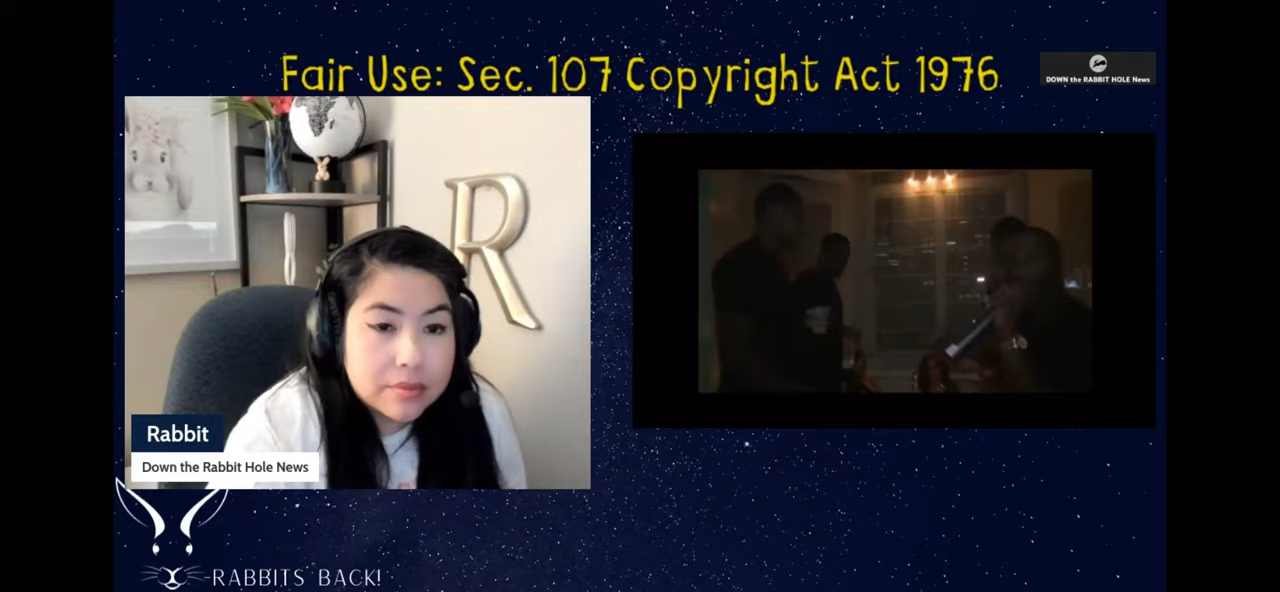 Fair Use: Sec. 107 Copyright Act 1976
DOWN the RABBIT HOLE News
R
Rabbit
Down the Rabbit Hole News
-RABBITS BACK!